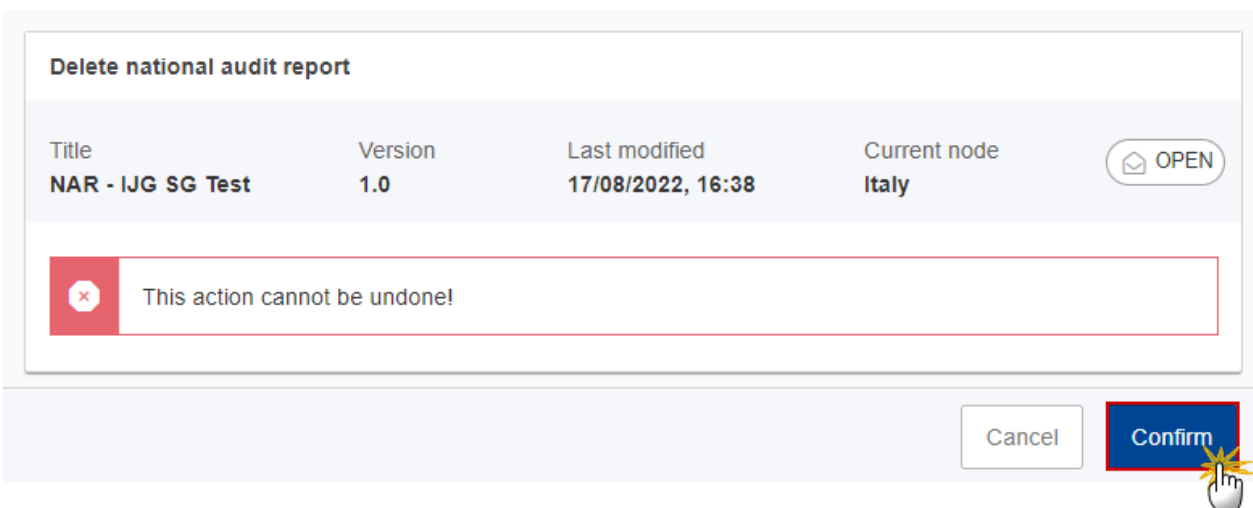 Delete national audit report
Title Version Last modified Current node
OPEN
NAR - IJG SG Test 1.0 17/08/2022, 16:38 Italy
This action cannot be undone!
Cancel Confirm